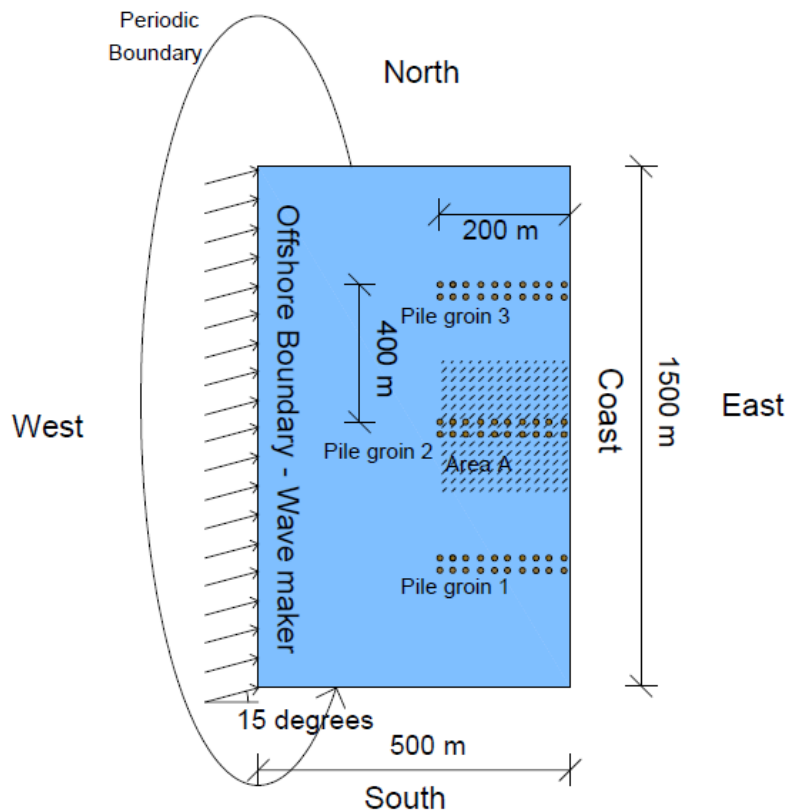 Periodic
Boundary
North
200 m
Offshore Boundary - Wave maker
Pile groin 3
400 m
Coast
1500 m
West
East
Pile groin 2
Area A
Pile groin 1
15 degrees
500 m
South